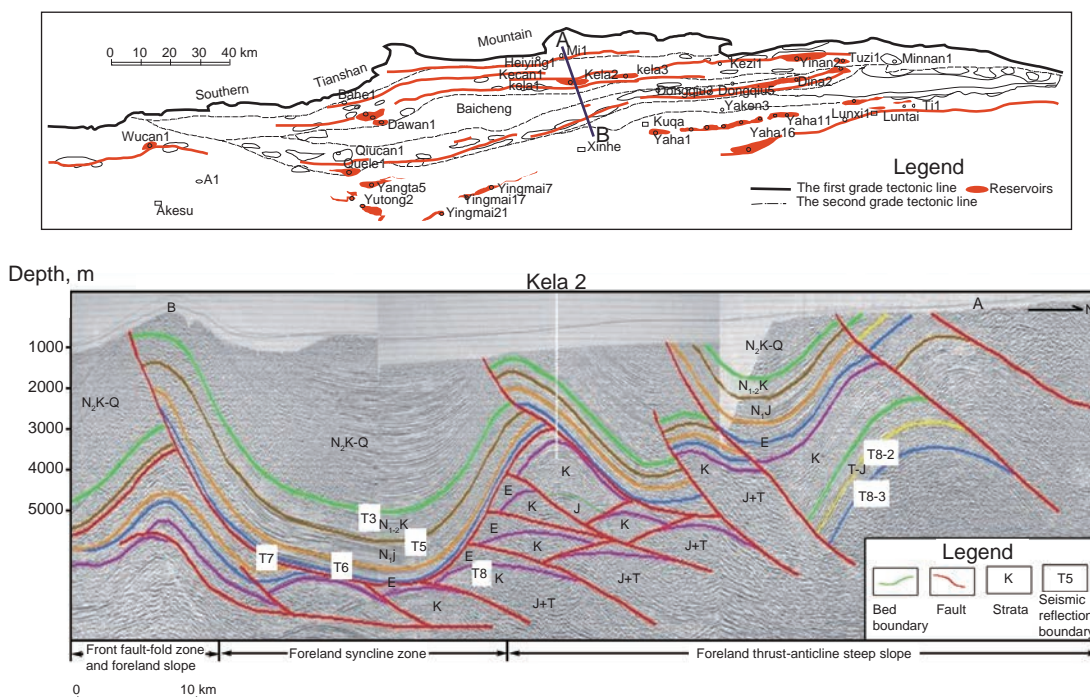 Mountain
A
Mi1
Heiying1
0 10 20 30 40 km
Tianshan
Southern
Kecan1
kela1
Kela2
kela3
Kezi1
Yinan2
Tuzi1
Minnan1
Dina2
Bahe1
Baicheng
Dongqiu3
Dongqiu5
Dawan1
Yaken3
Wucan1
Kuqa
Yaha11
Lunxi1
Ti1
Luntai
B
Yaha1
Yaha16
Qiucan1
Xinhe
Quele1
A1
Yangta5
Yingmai7
Akesu
Yutong2
Yingmai17
Yingmai21
Legend
The first grade tectonic line
Reservoirs
The second grade tectonic line
Depth, m
Kela 2
B
A
N
1000
2000
3000
4000
5000
N₂K-Q
N₂K-Q
N₂K-Q
N₁₋₂K
N₁J
E
K
T8-2
T-J
T8-3
K
K
J+T
E
K
J
K
T3
N₁₋₂K
T5
N₁j
E
K
J+T
T7
T6
E
E
T8
K
J+T
K
Legend
K
T5
Bed boundary
Fault
Strata
Seismic reflection boundary
Front fault-fold zone and foreland slope
Foreland syncline zone
Foreland thrust-anticline steep slope
0 10 km